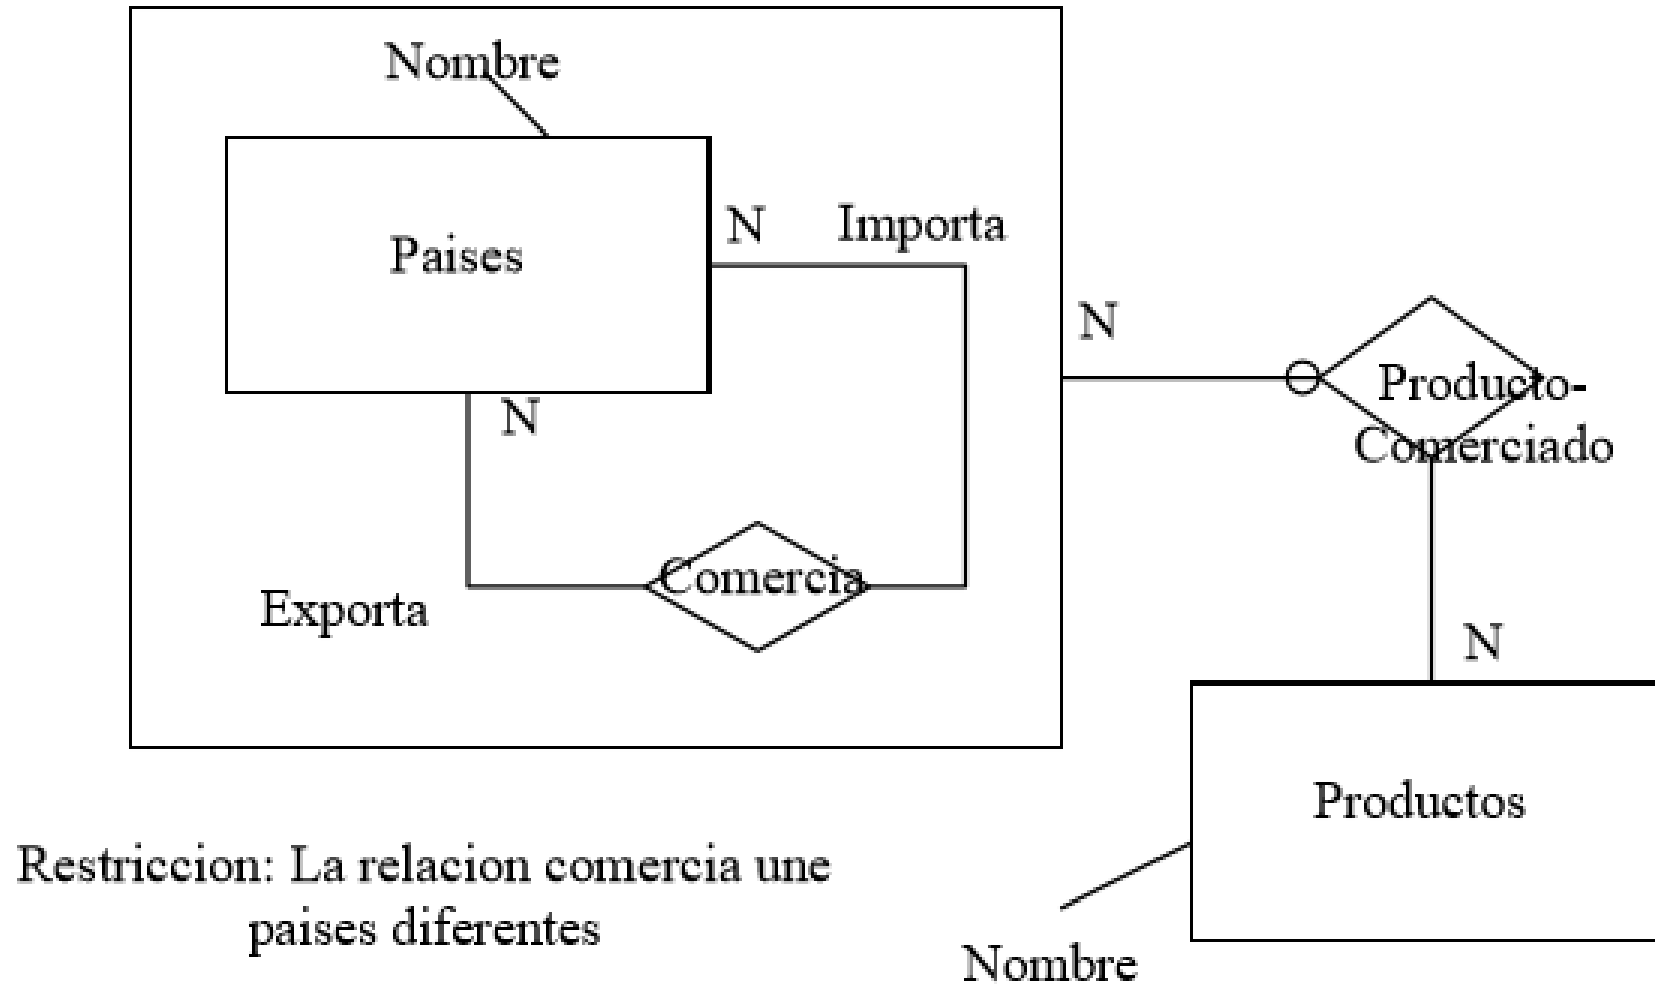 Nombre
Paises
N
Importa
N
N
Producto-
Comerciado
Comercia
Exporta
N
Productos
Restriccion: La relacion comercia une
paises diferentes
Nombre